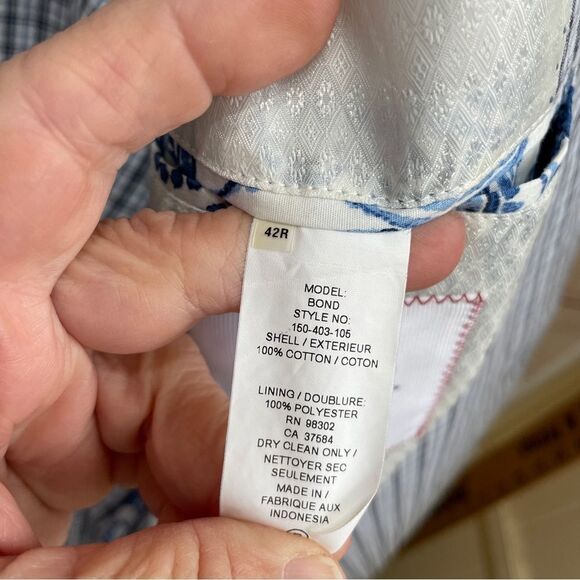 42R
MODEL:
BOND
STYLE NO:
150-403-105
SHELL / EXTERIEUR
100% COTTON / COTON
LINING / DOUBLURE:
100% POLYESTER
RN 98302
CA 37584
DRY CLEAN ONLY /
NETTOYER SEC
SEULEMENT
MADE IN /
FABRIQUE AUX
INDONESIA